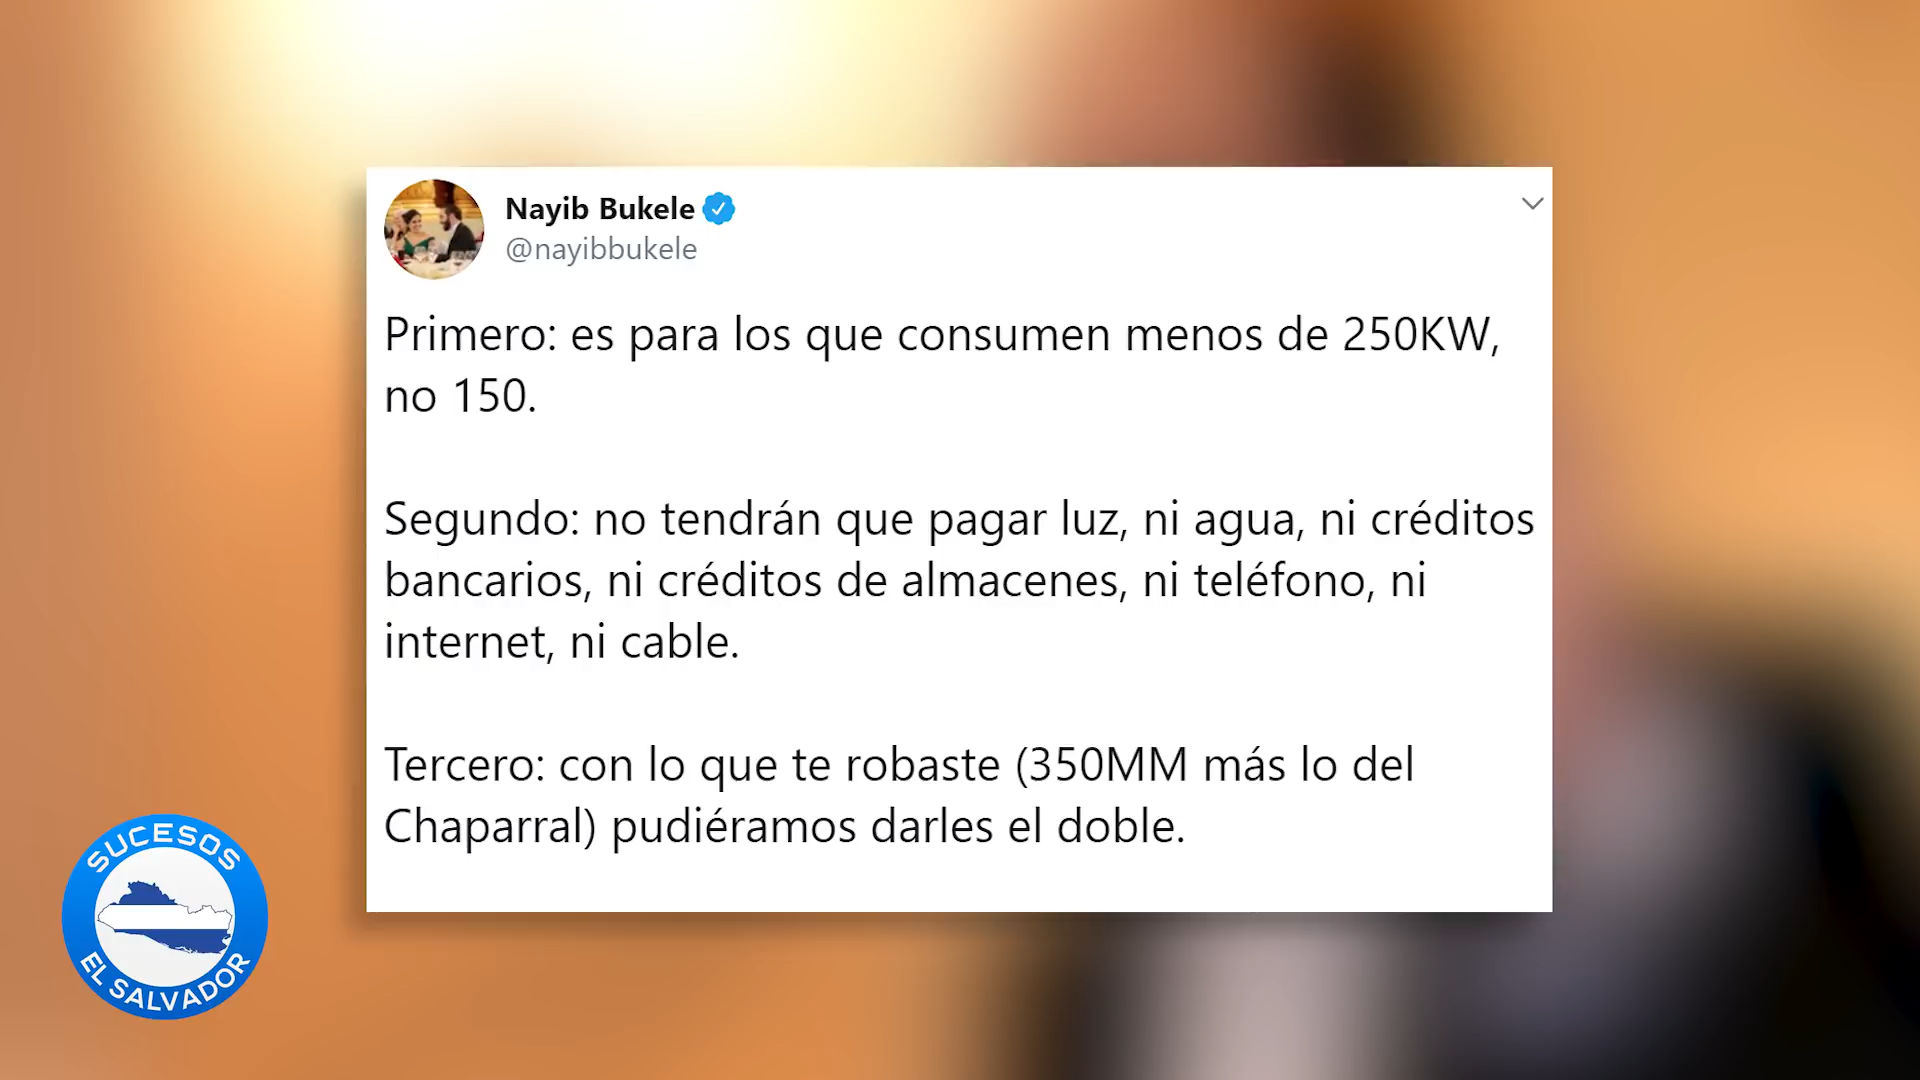 Nayib Bukele
@nayibbukele
Primero: es para los que consumen menos de 250KW,
no 150.
Segundo: no tendrán que pagar luz, ni agua, ni créditos
bancarios, ni créditos de almacenes, ni teléfono, ni
internet, ni cable.
Tercero: con lo que te robaste (350MM más lo del
Chaparral) pudiéramos darles el doble.
SUCESOS
EL SALVADOR